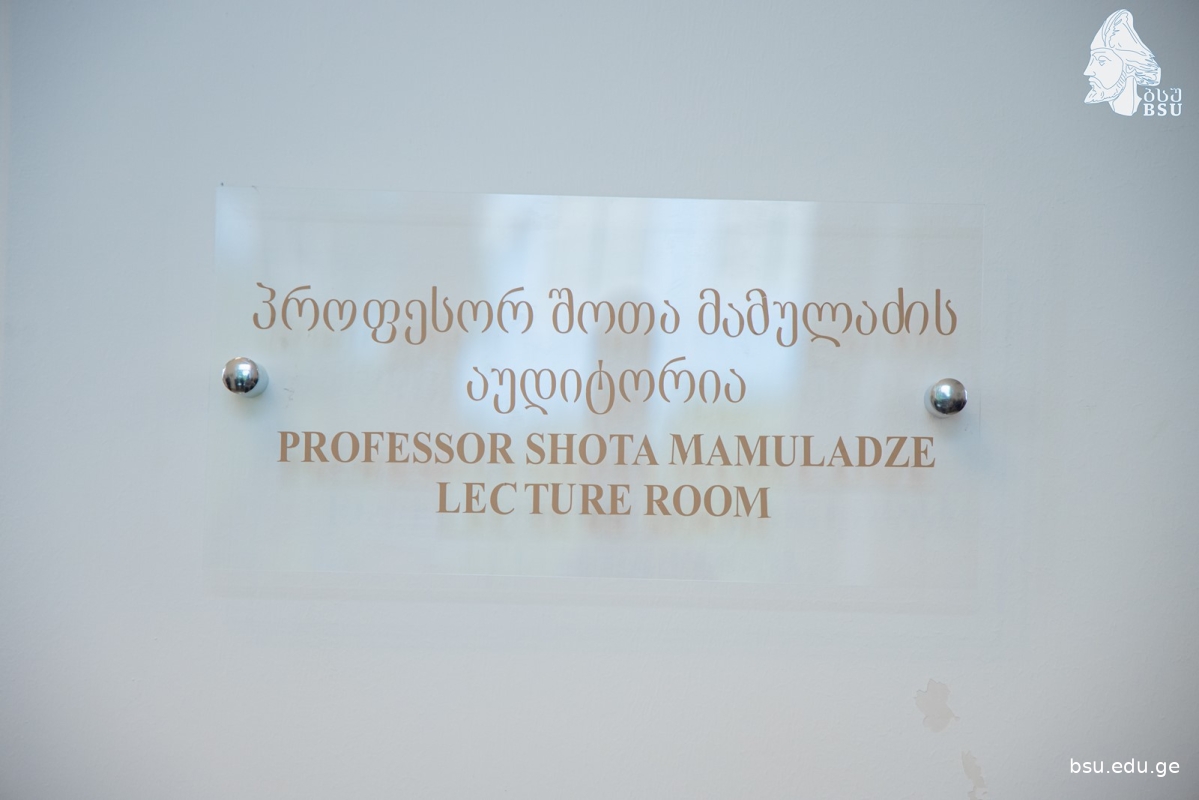 ბსუ
BSU
პროფესორ შოთა მამულაძის
აუდიტორია
PROFESSOR SHOTA MAMULADZE
LECTURE ROOM
bsu.edu.ge